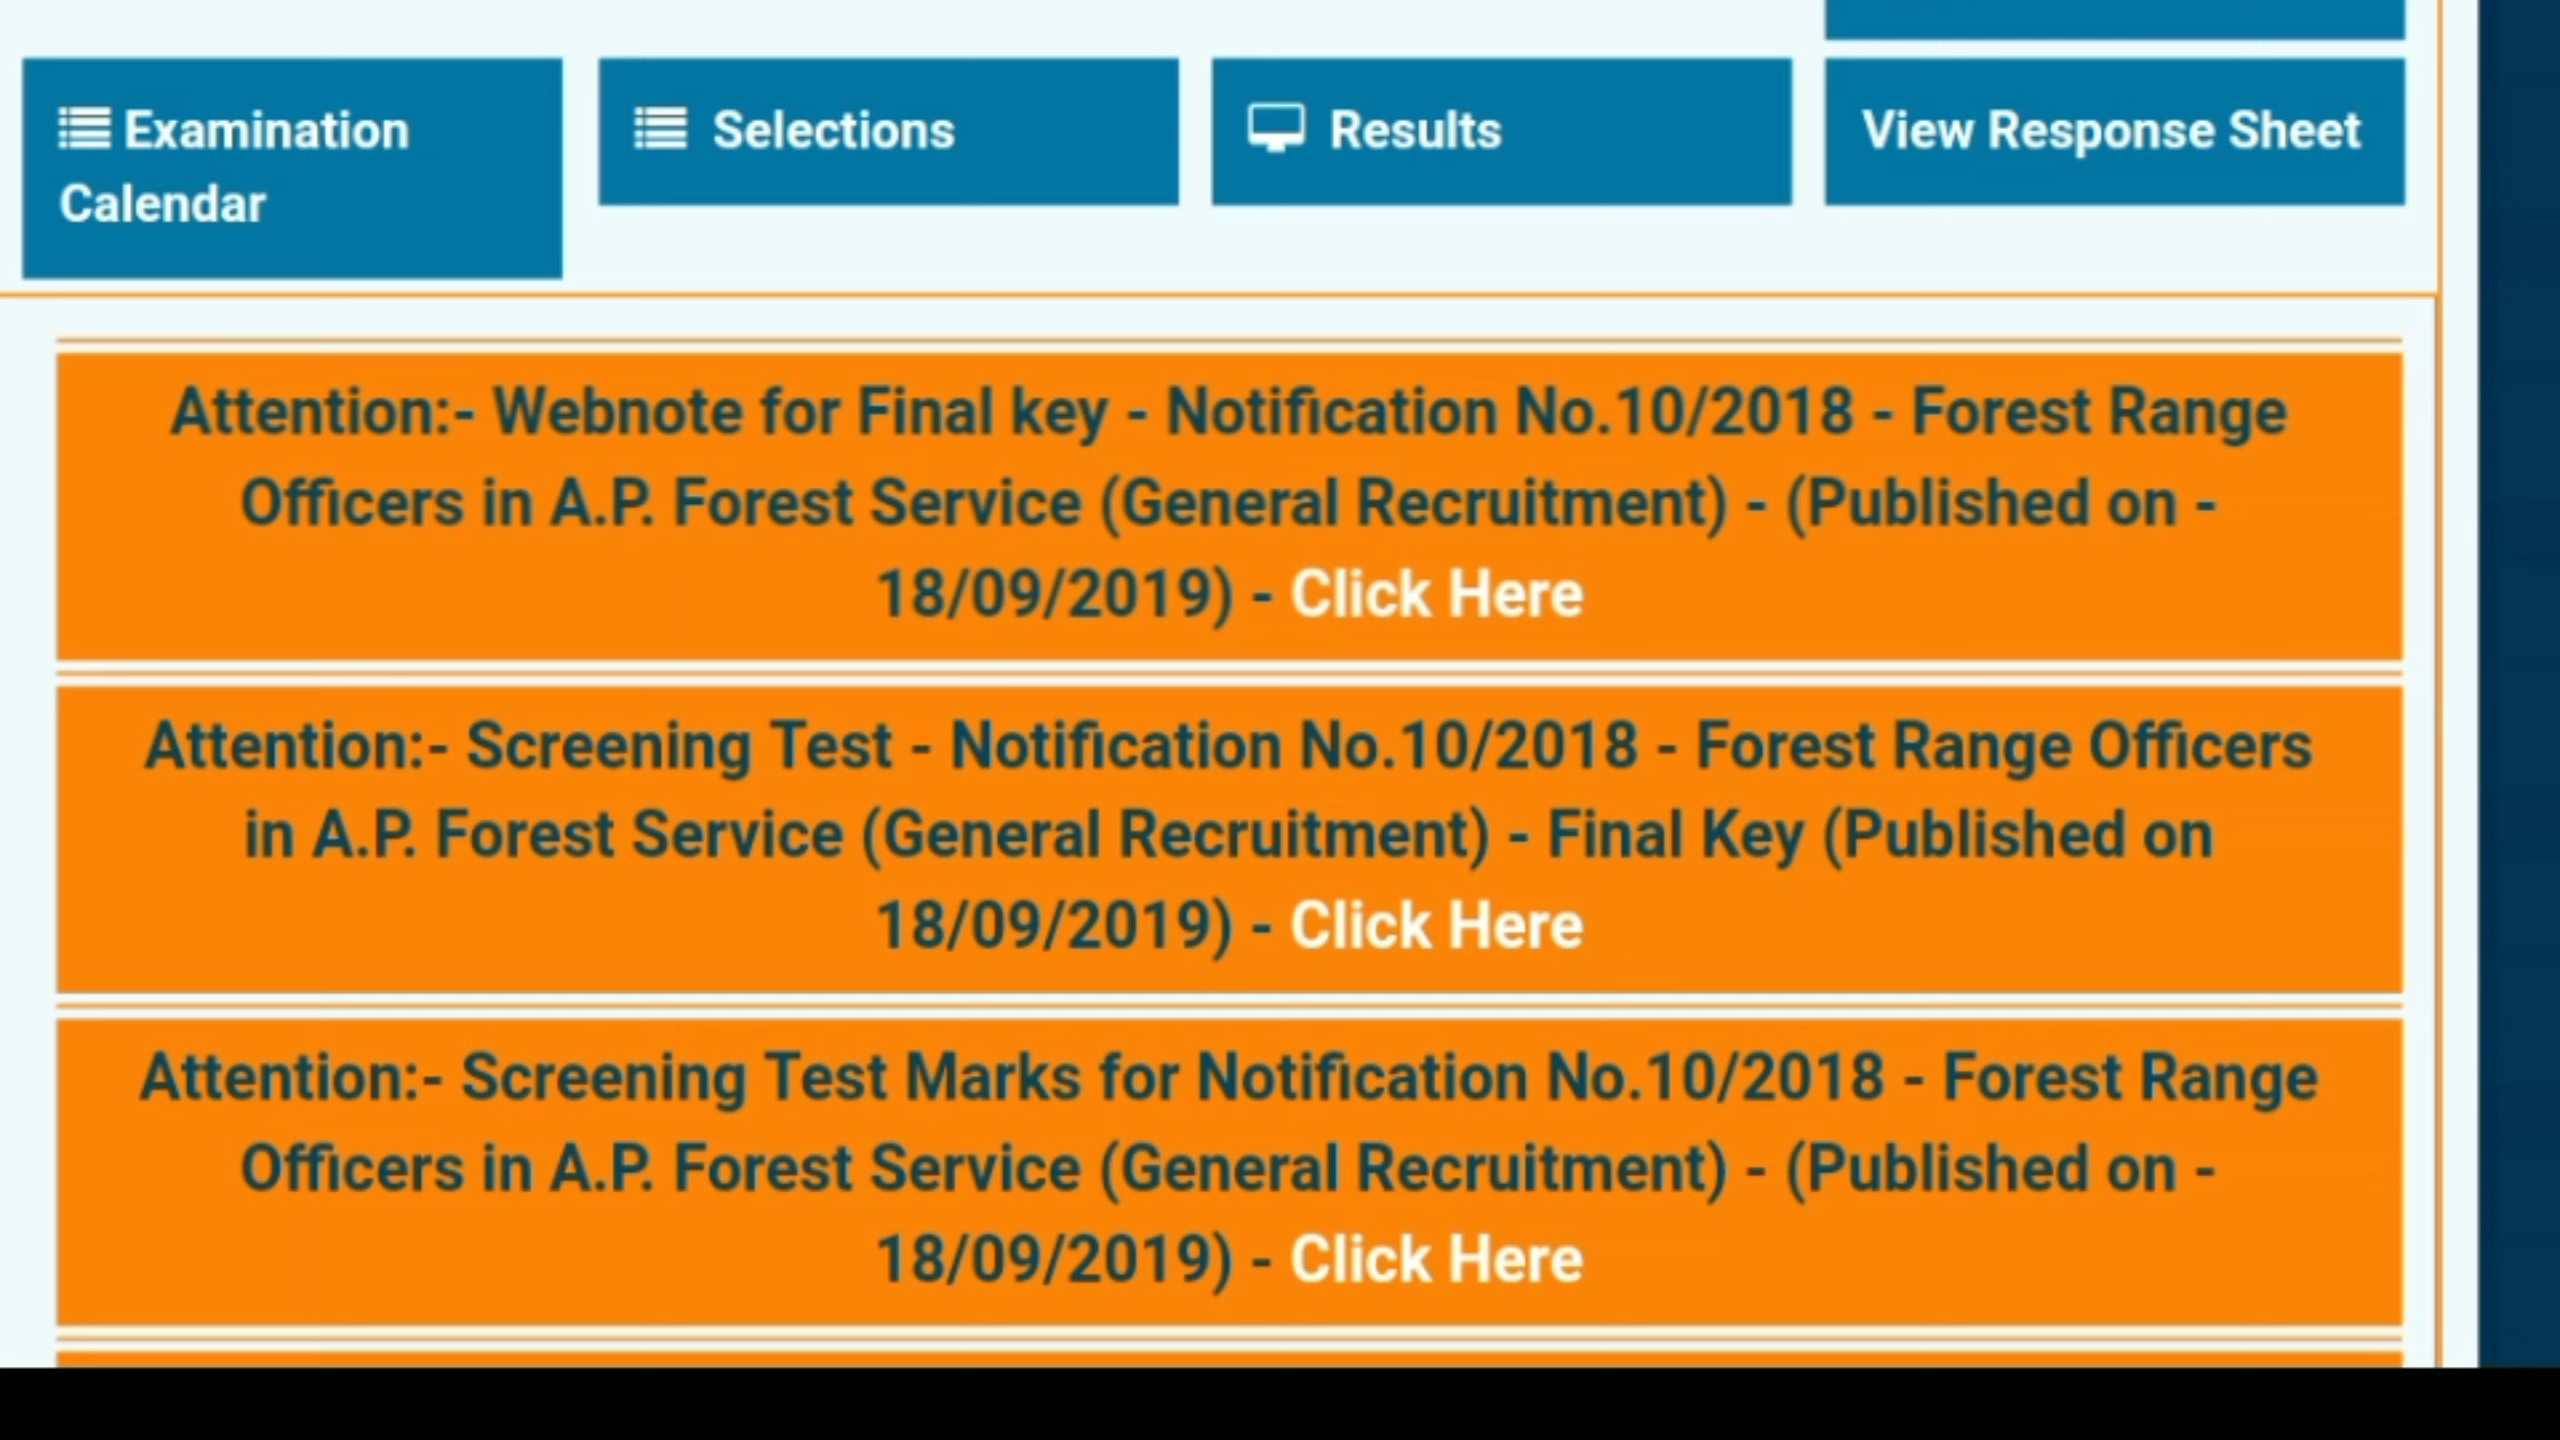 Examination
Calendar
Selections
Results
View Response Sheet
Attention:- Webnote for Final key - Notification No.10/2018 - Forest Range
Officers in A.P. Forest Service (General Recruitment) - (Published on -
18/09/2019) - Click Here
Attention:- Screening Test - Notification No.10/2018 - Forest Range Officers
in A.P. Forest Service (General Recruitment) - Final Key (Published on
18/09/2019) - Click Here
Attention:- Screening Test Marks for Notification No.10/2018 - Forest Range
Officers in A.P. Forest Service (General Recruitment) - (Published on -
18/09/2019) - Click Here